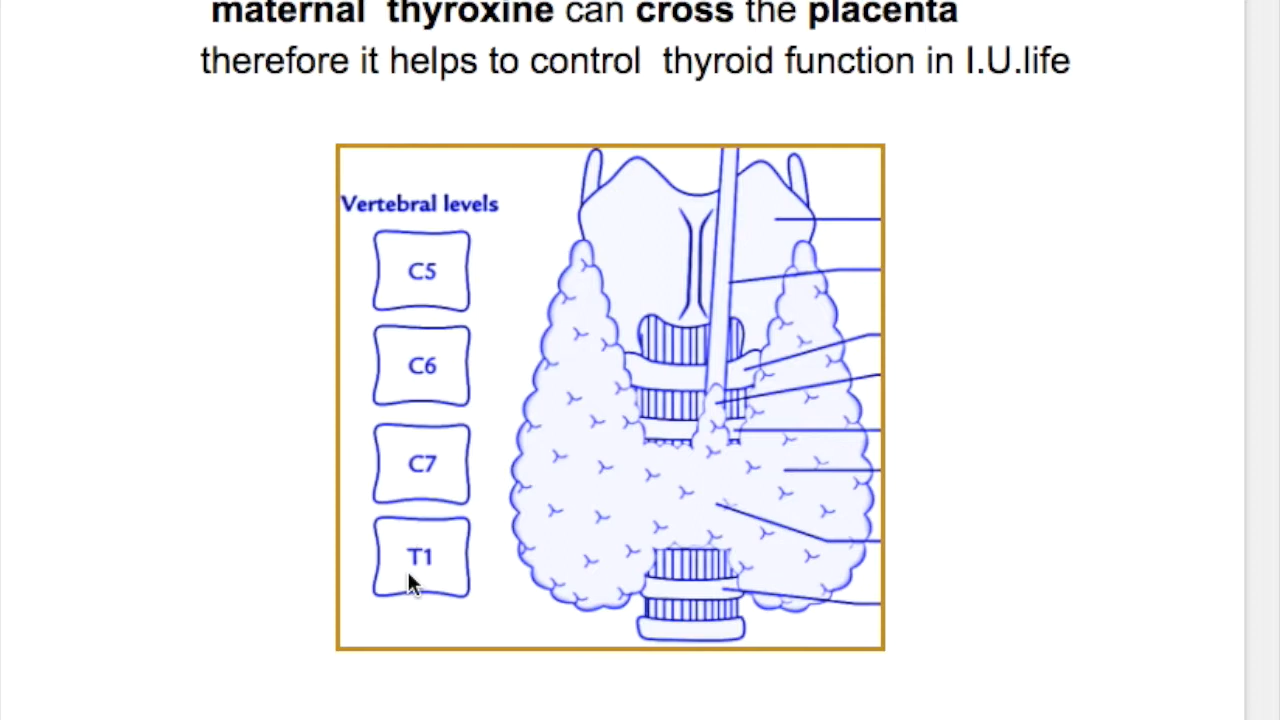 maternal thyroxine can cross the placenta
therefore it helps to control thyroid function in I.U.life
Vertebral levels
C5
C6
C7
T1